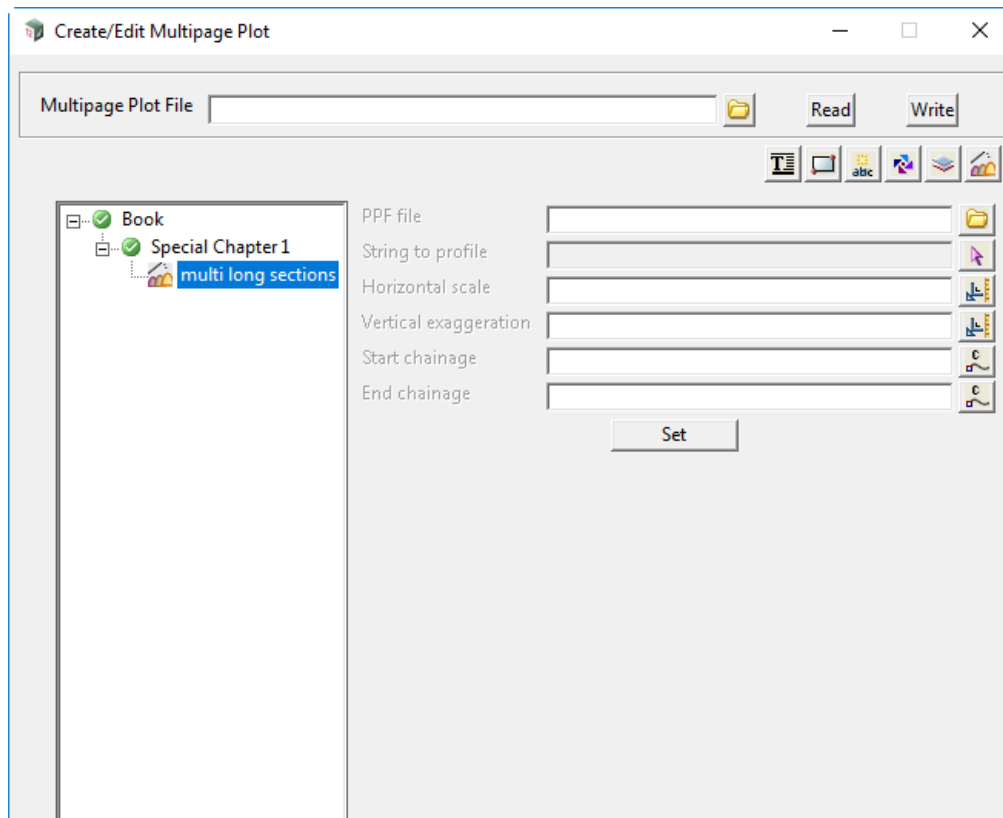 Create/Edit Multipage Plot
Multipage Plot File
Read
Write
T
abc
Book
Special Chapter 1
multi long sections
PPF file
String to profile
Horizontal scale
Vertical exaggeration
Start chainage
C
End chainage
C
Set